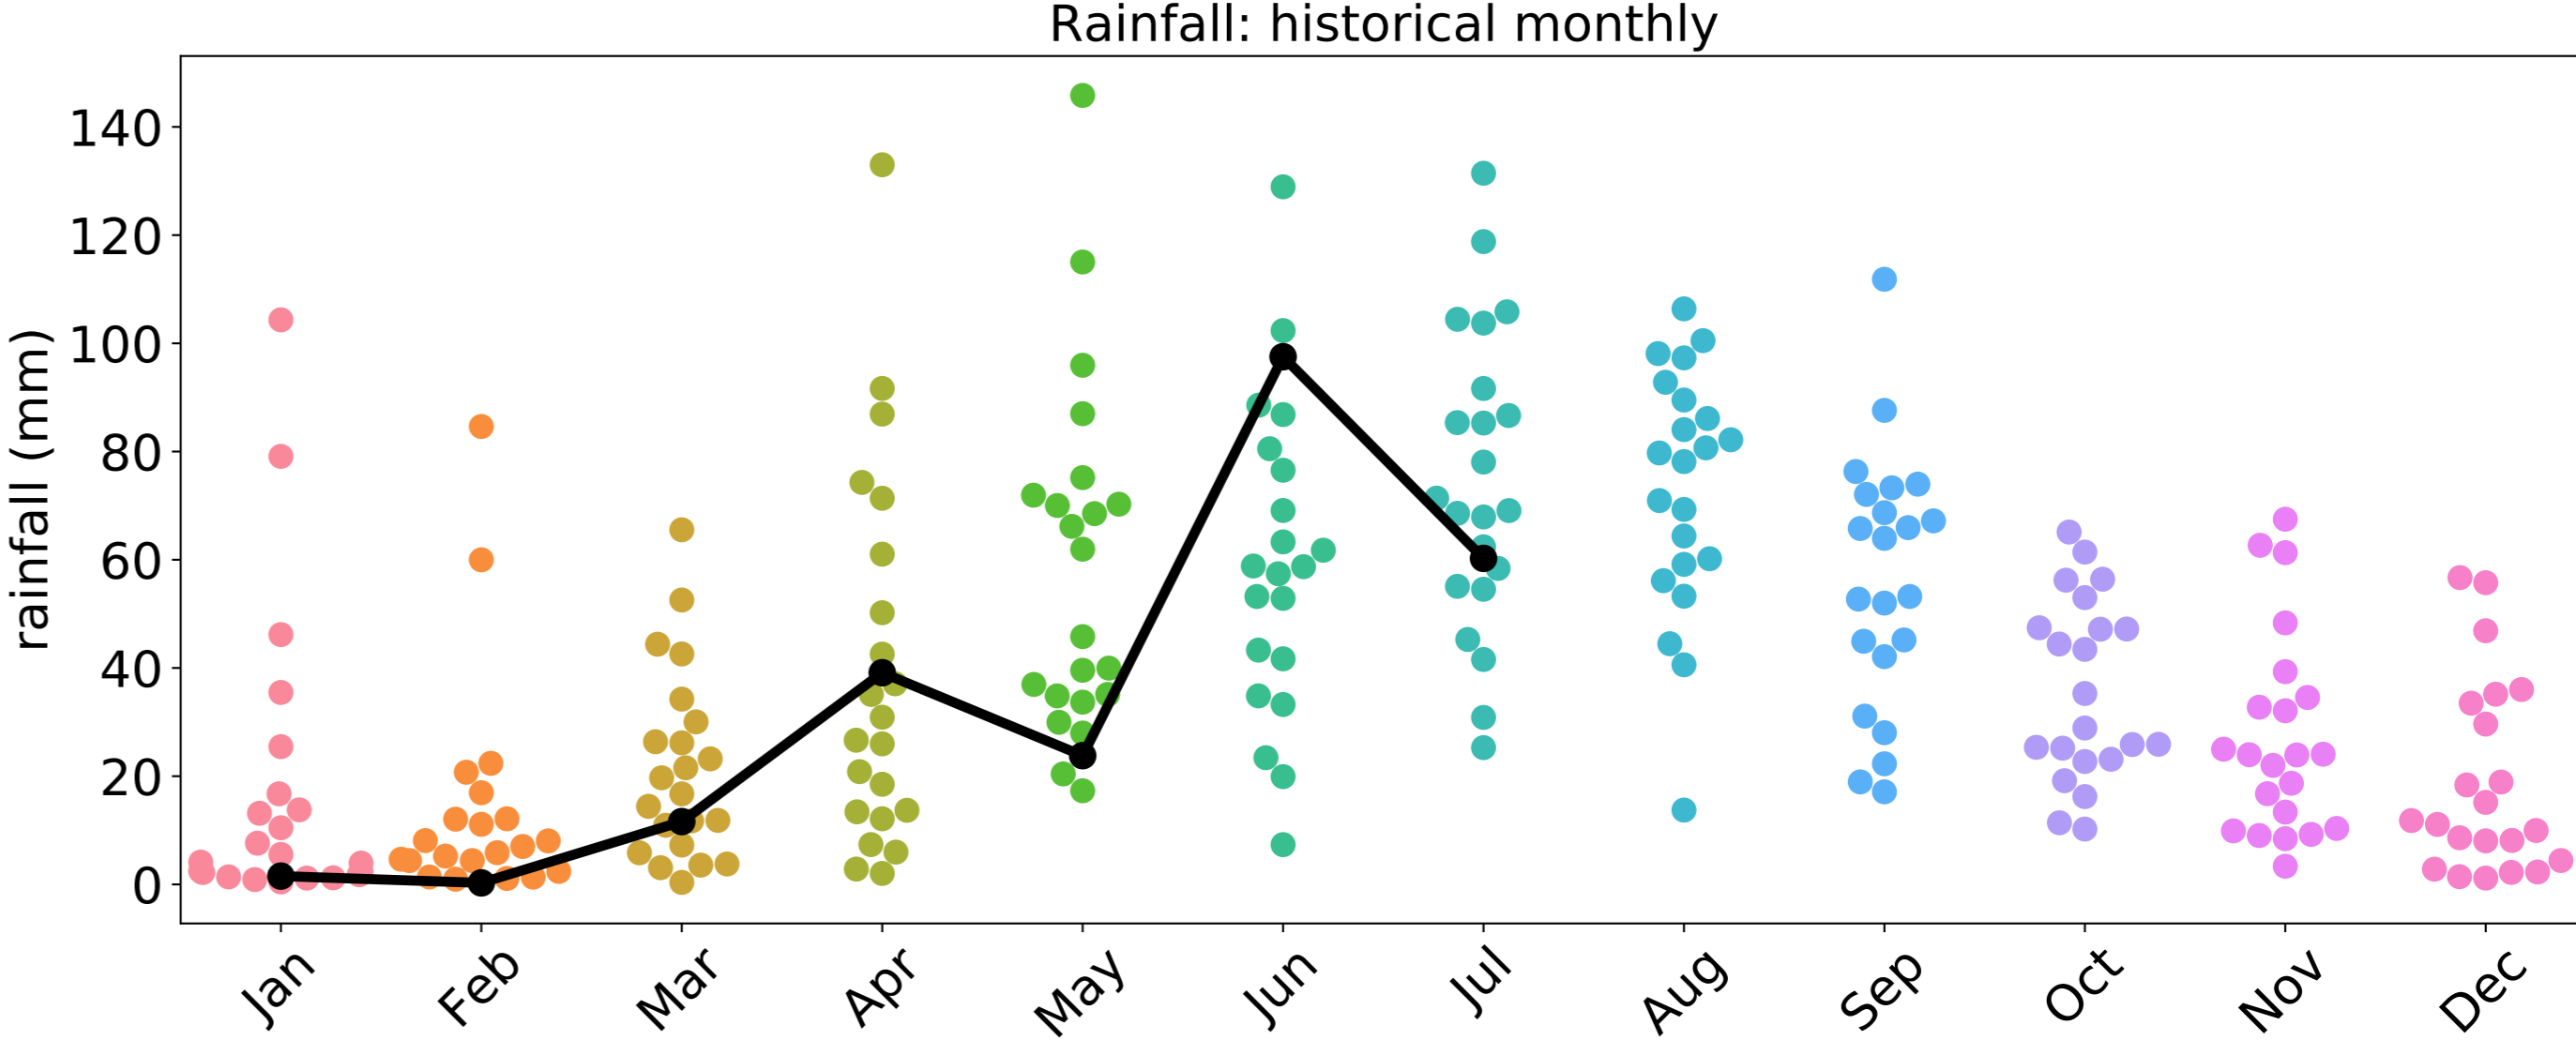 Rainfall: historical monthly
rainfall (mm)
140
120
100
80
60
40
20
0
Jan
Feb
Mar
Apr
May
Jun
Jul
Aug
Sep
Oct
Nov
Dec